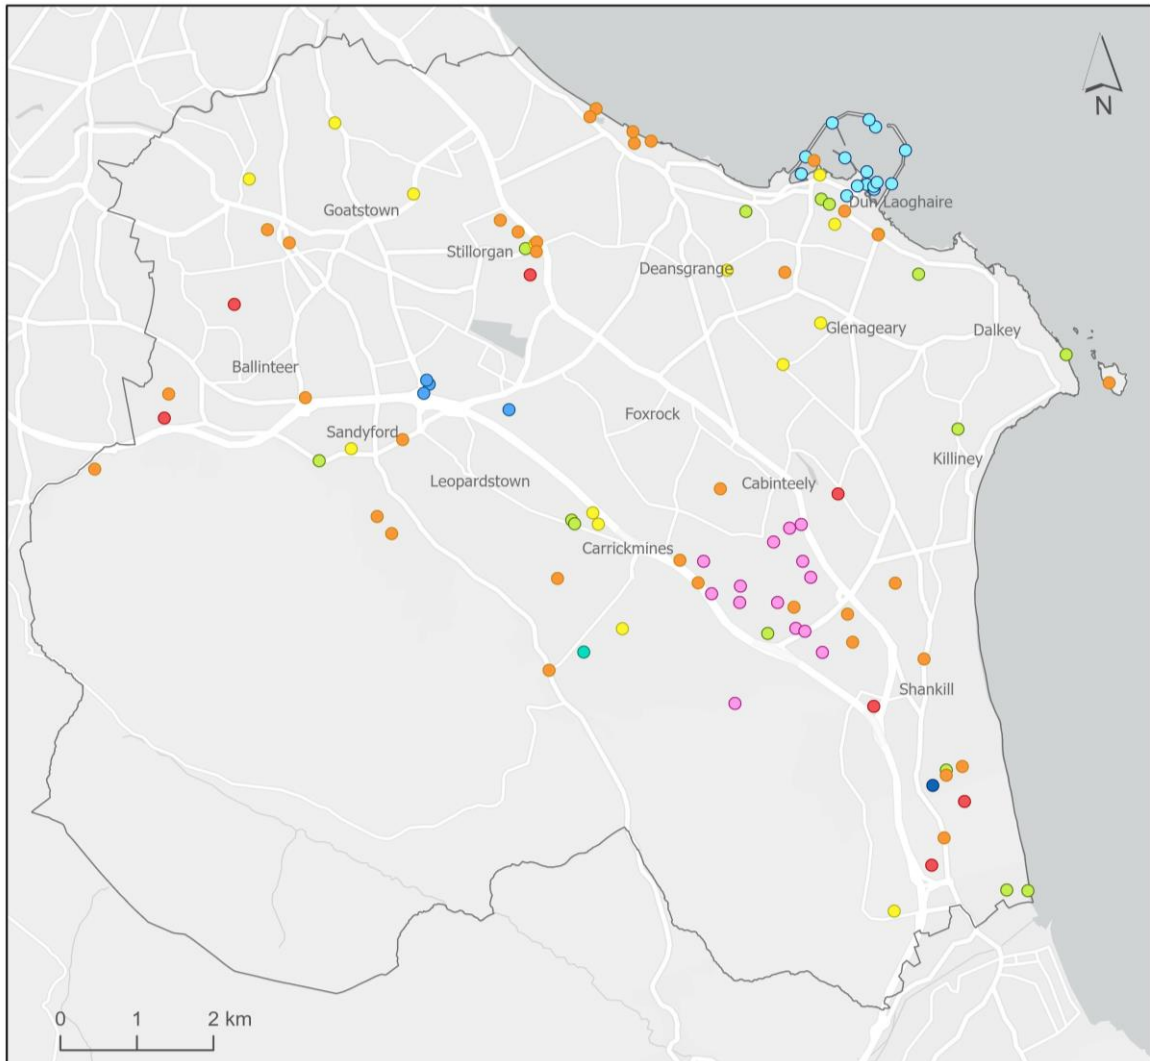 N
Dun Laoghaire
Goatstown
Stillorgan
Deansgrange
Glenageary
Dalkey
Ballinteer
Foxrock
Sandyford
Killiney
Leopardstown
Cabinteely
Carrickmines
Shankill
0 1 2 km